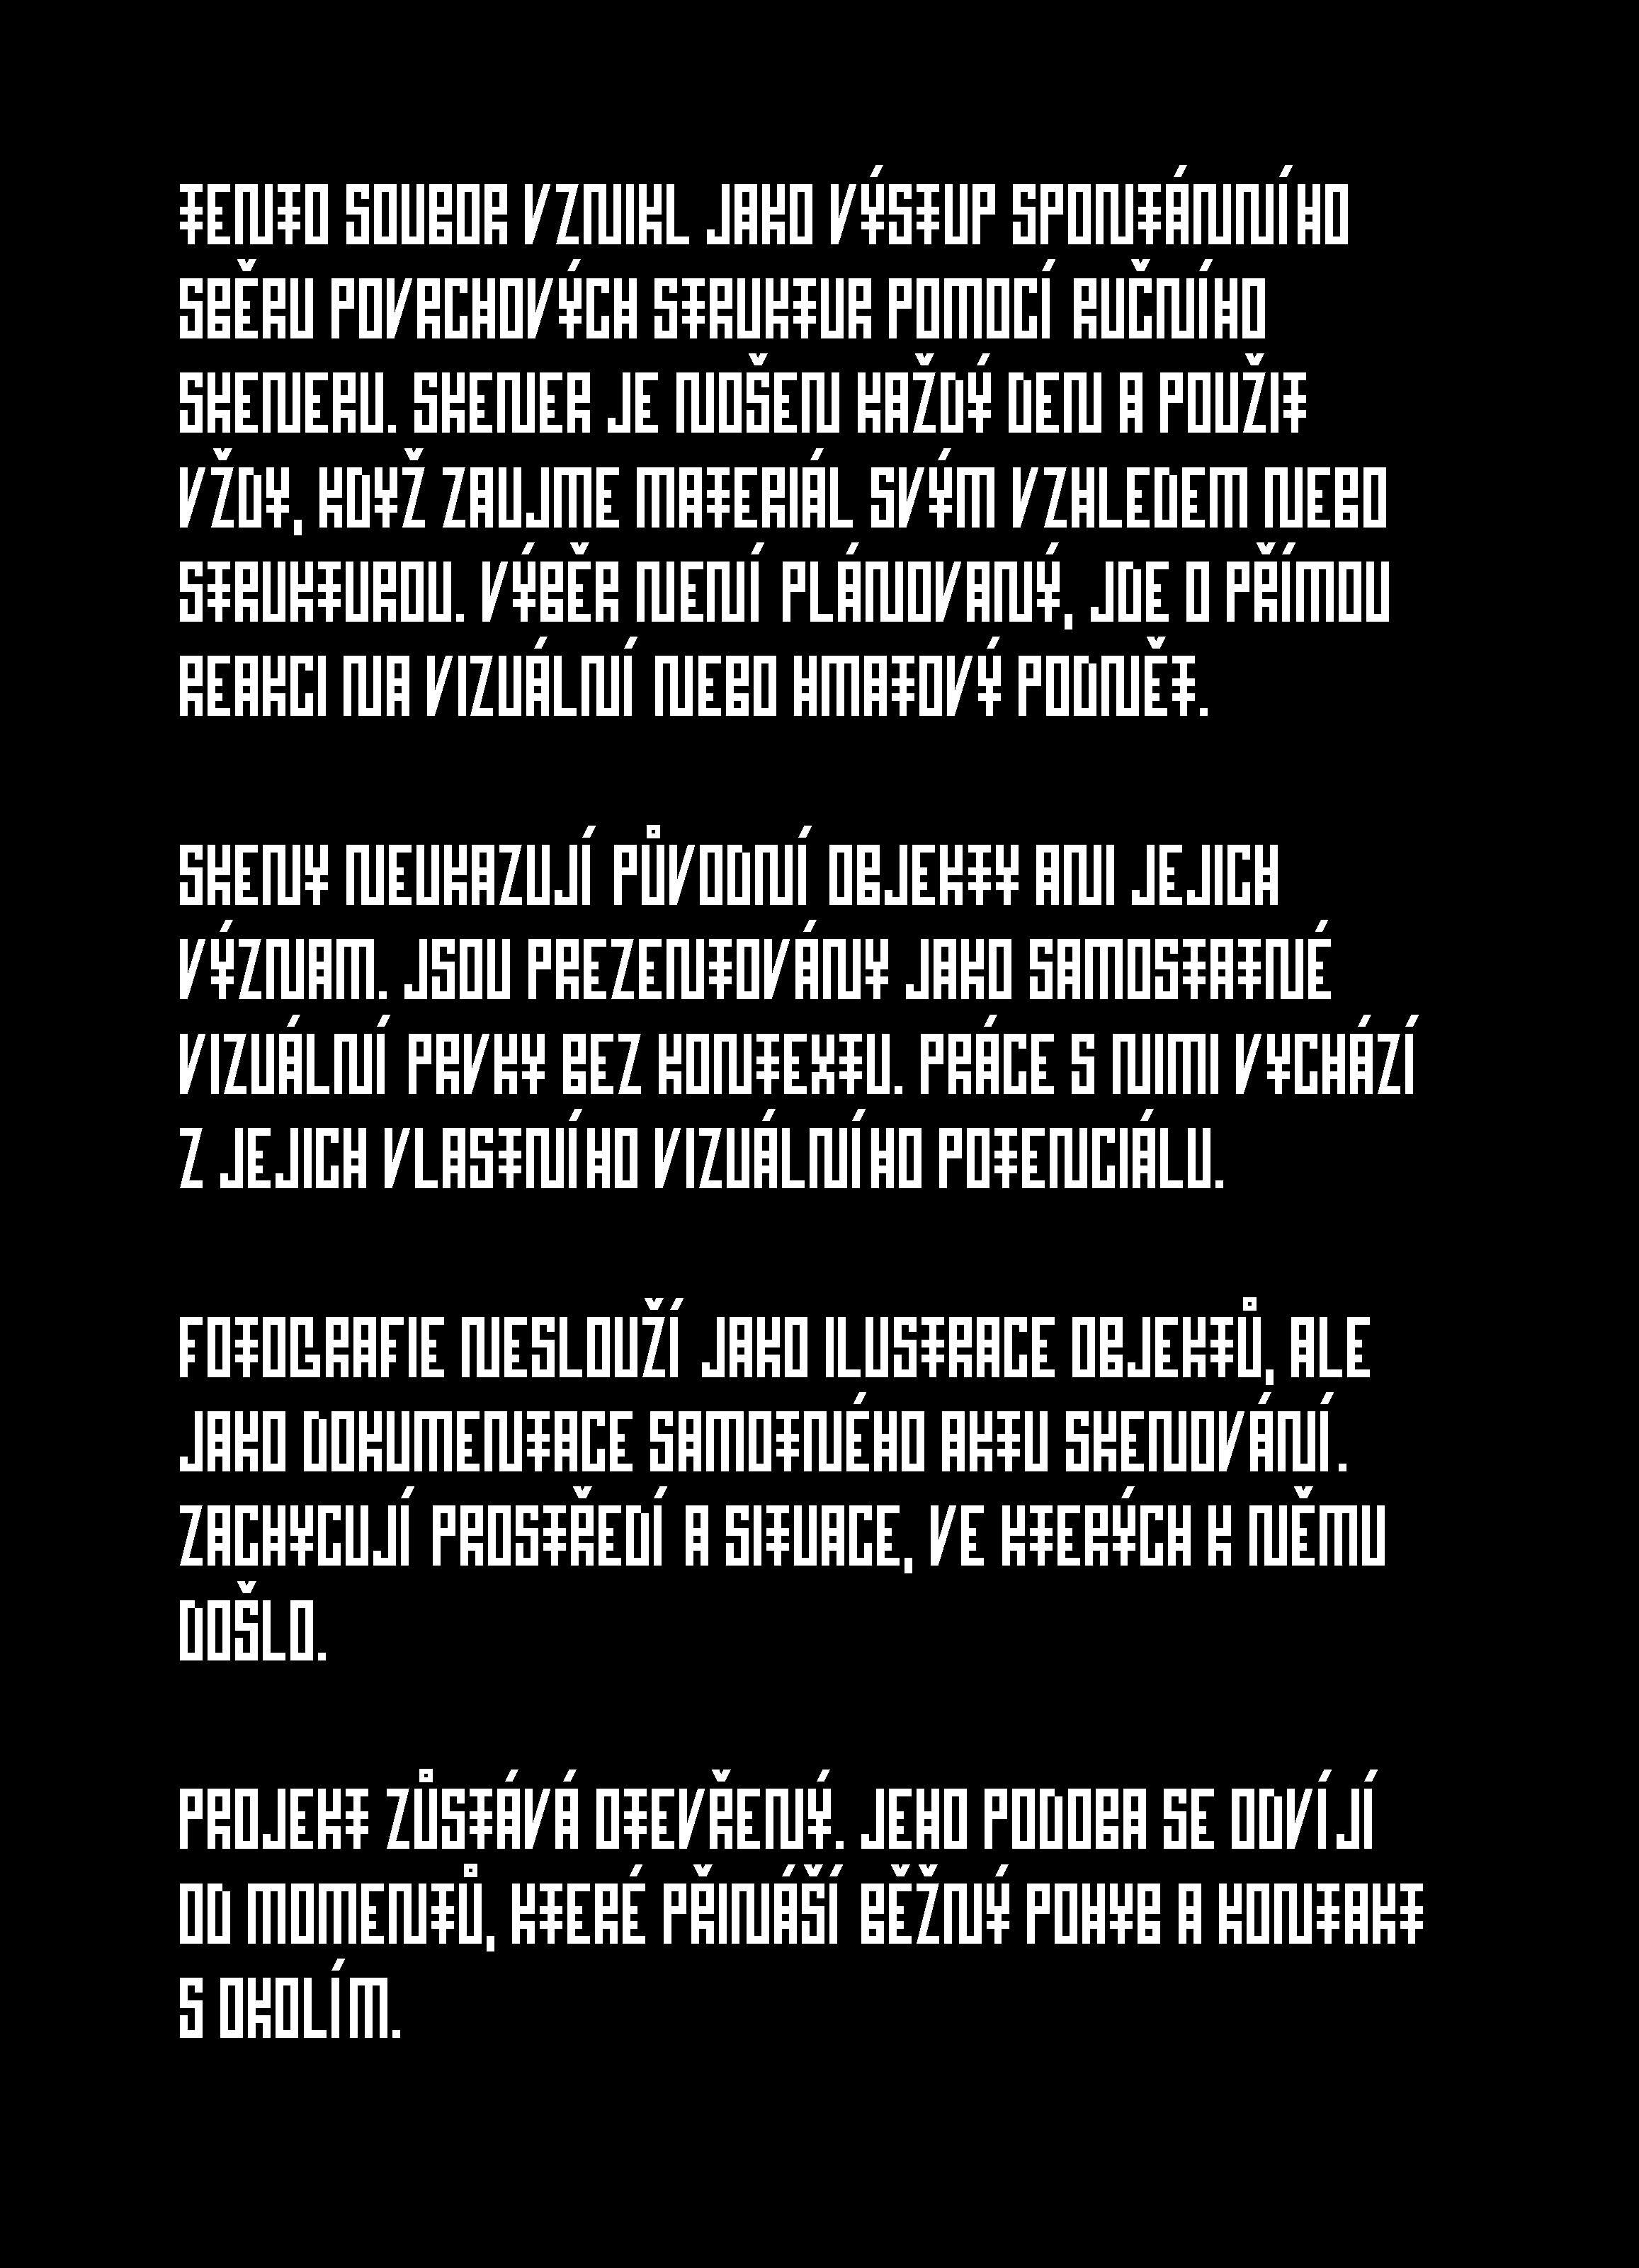 TENTO SOUBOR VZNIKL JAKO VÝSTUP SPONTÁNNÍHO
SBĚRU POVRCHOVÝCH STRUKTUR POMOCÍ RUČNÍHO
SKENERU. SKENER JE NOŠEN KAŽDÝ DEN A POUŽIT
VŽDY, KDYŽ ZAUJME MATERIÁL SVÝM VZHLEDEM NEBO
STRUKTUROU. VÝBĚR NENÍ PLÁNOVANÝ, JDE O PŘÍMOU
REAKCI NA VIZUÁLNÍ NEBO HMATOVÝ PODNĚT.
SKENY NEUKAZUJÍ PŮVODNÍ OBJEKTY ANI JEJICH
VÝZNAM. JSOU PREZENTOVÁNY JAKO SAMOSTATNÉ
VIZUÁLNÍ PRVKY BEZ KONTEXTU. PRÁCE S NIMI VYCHÁZÍ
Z JEJICH VLASTNÍHO VIZUÁLNÍHO POTENCIÁLU.
FOTOGRAFIE NESLOUŽÍ JAKO ILUSTRACE OBJEKTŮ, ALE
JAKO DOKUMENTACE SAMOTNÉHO AKTU SKENOVÁNÍ.
ZACHYCUJÍ PROSTŘEDÍ A SITUACE, VE KTERÝCH K NĚMU
DOŠLO.
PROJEKT ZŮSTÁVÁ OTEVŘENÝ. JEHO PODOBA SE ODVÍJÍ
OD MOMENTŮ, KTERÉ PŘINÁŠÍ BĚŽNÝ POHYB A KONTAKT
S OKOLÍM.